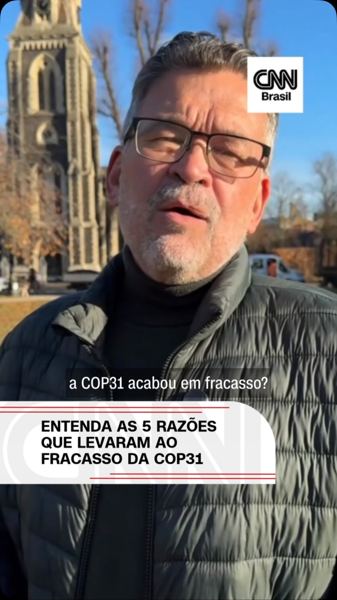 CNN
Brasil
a COP31 acabou em fracasso?
ENTENDA AS 5 RAZÕES
QUE LEVARAM AO
FRACASSO DA COP31